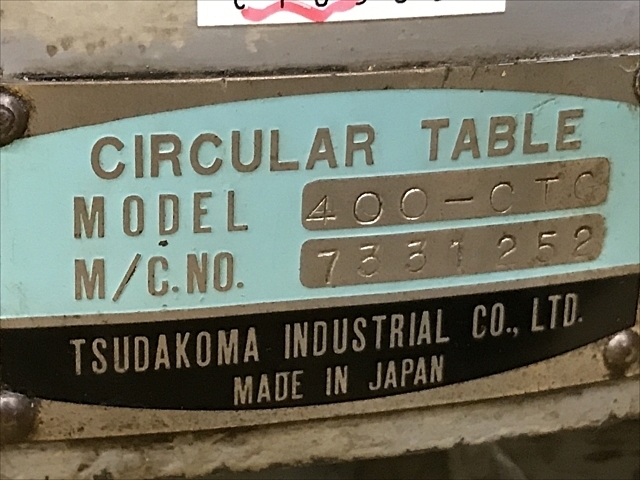 CIRCULAR TABLE
MODEL 400-CTC
M/C.NO. 7331252
TSUDAKOMA INDUSTRIAL CO., LTD.
MADE IN JAPAN